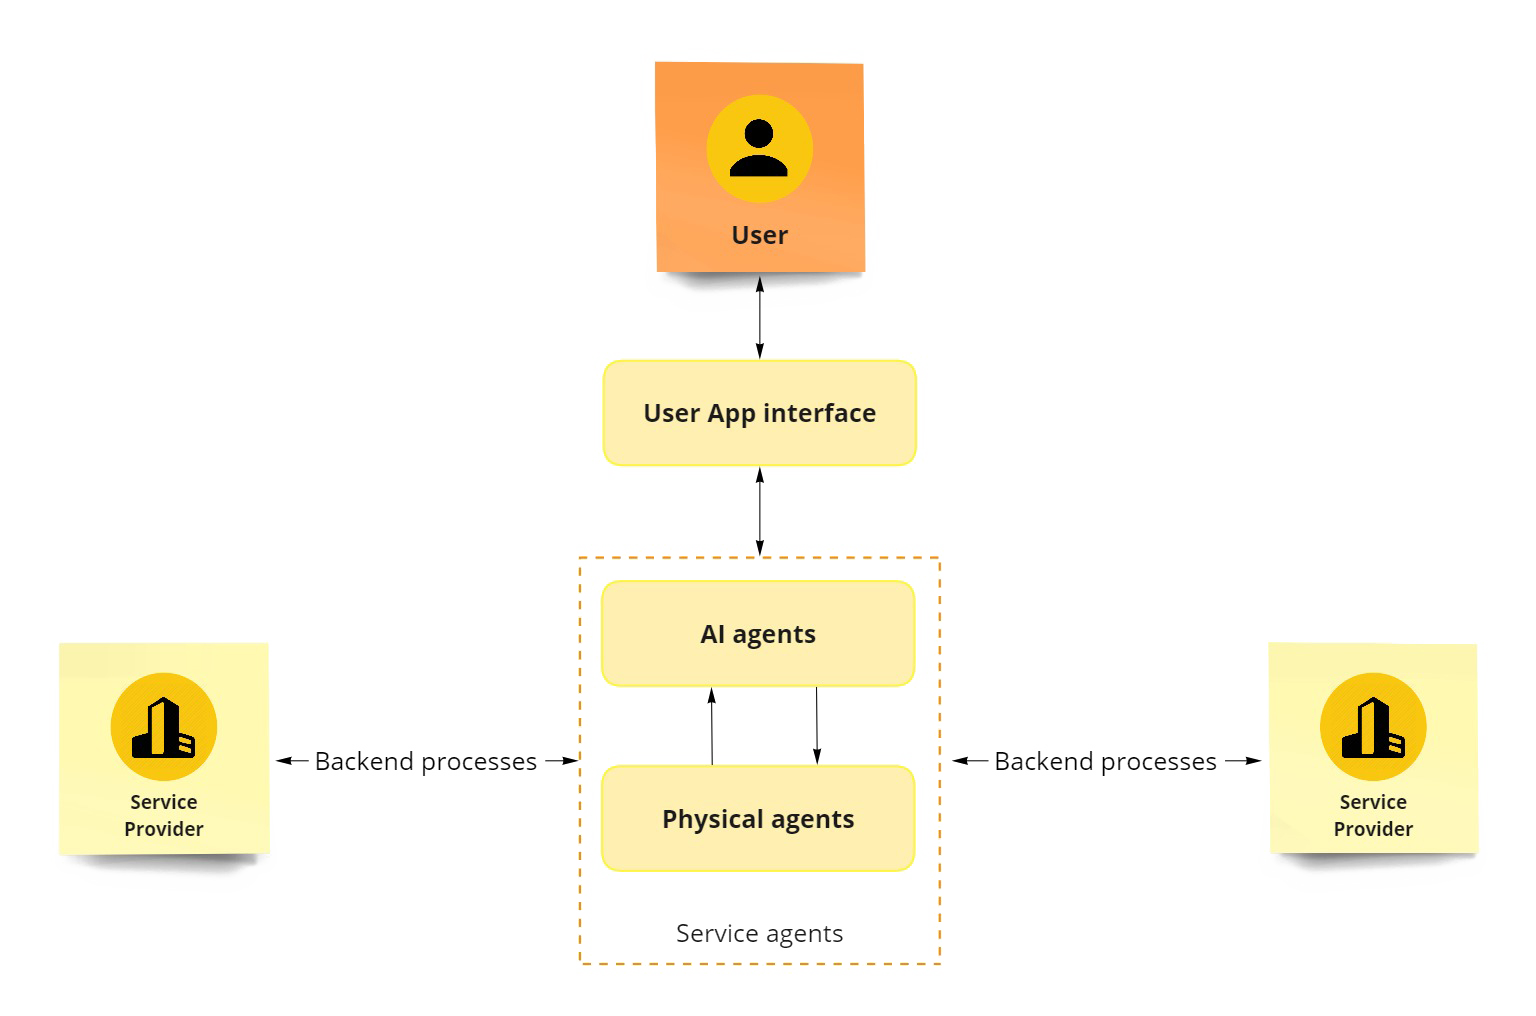 User
User App interface
AI agents
Service
Provider
Backend processes
Backend processes
Service
Provider
Physical agents
Service agents